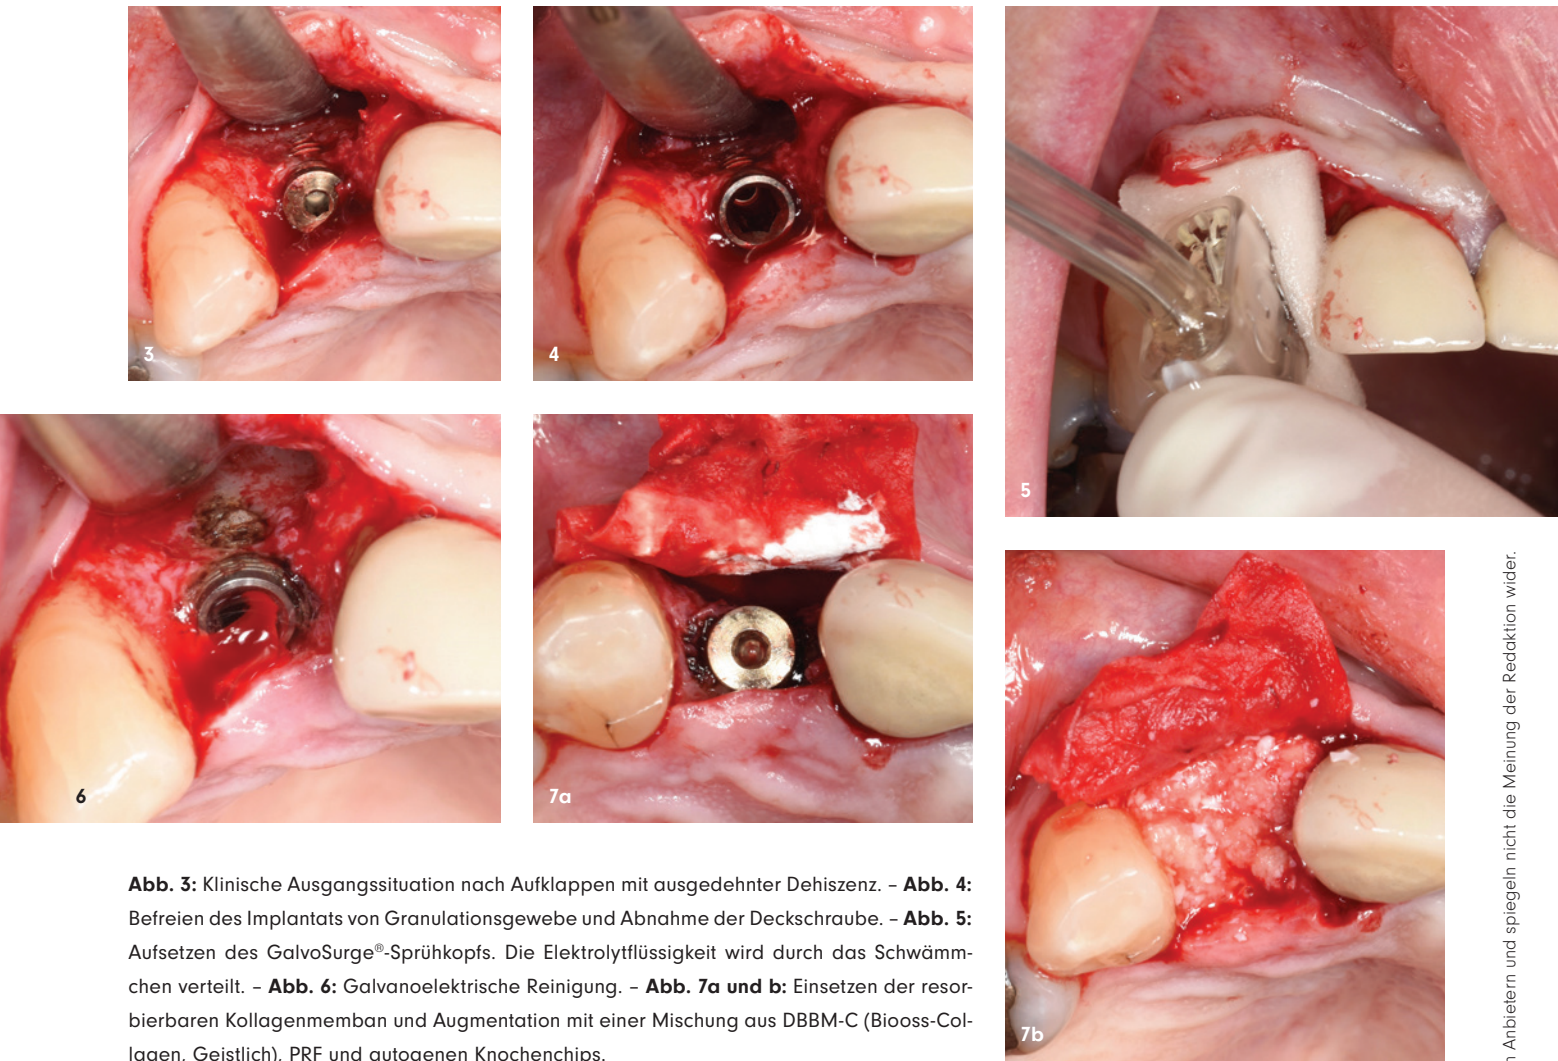 3
4
5
6
7a
7b
Abb. 3: Klinische Ausgangssituation nach Aufklappen mit ausgedehnter Dehiszenz. – Abb. 4:
Befreien des Implantats von Granulationsgewebe und Abnahme der Deckschraube. – Abb. 5:
Aufsetzen des GalvoSurge®-Sprühkopfs. Die Elektrolytflüssigkeit wird durch das Schwämm-
chen verteilt. – Abb. 6: Galvanoelektrische Reinigung. – Abb. 7a und b: Einsetzen der resor-
bierbaren Kollagenmemban und Augmentation mit einer Mischung aus DBBM-C (Biooss-Col-
lagen, Geistlich), PRF und autogenen Knochenchips.
Anbietern und spiegeln nicht die Meinung der Redaktion wider.